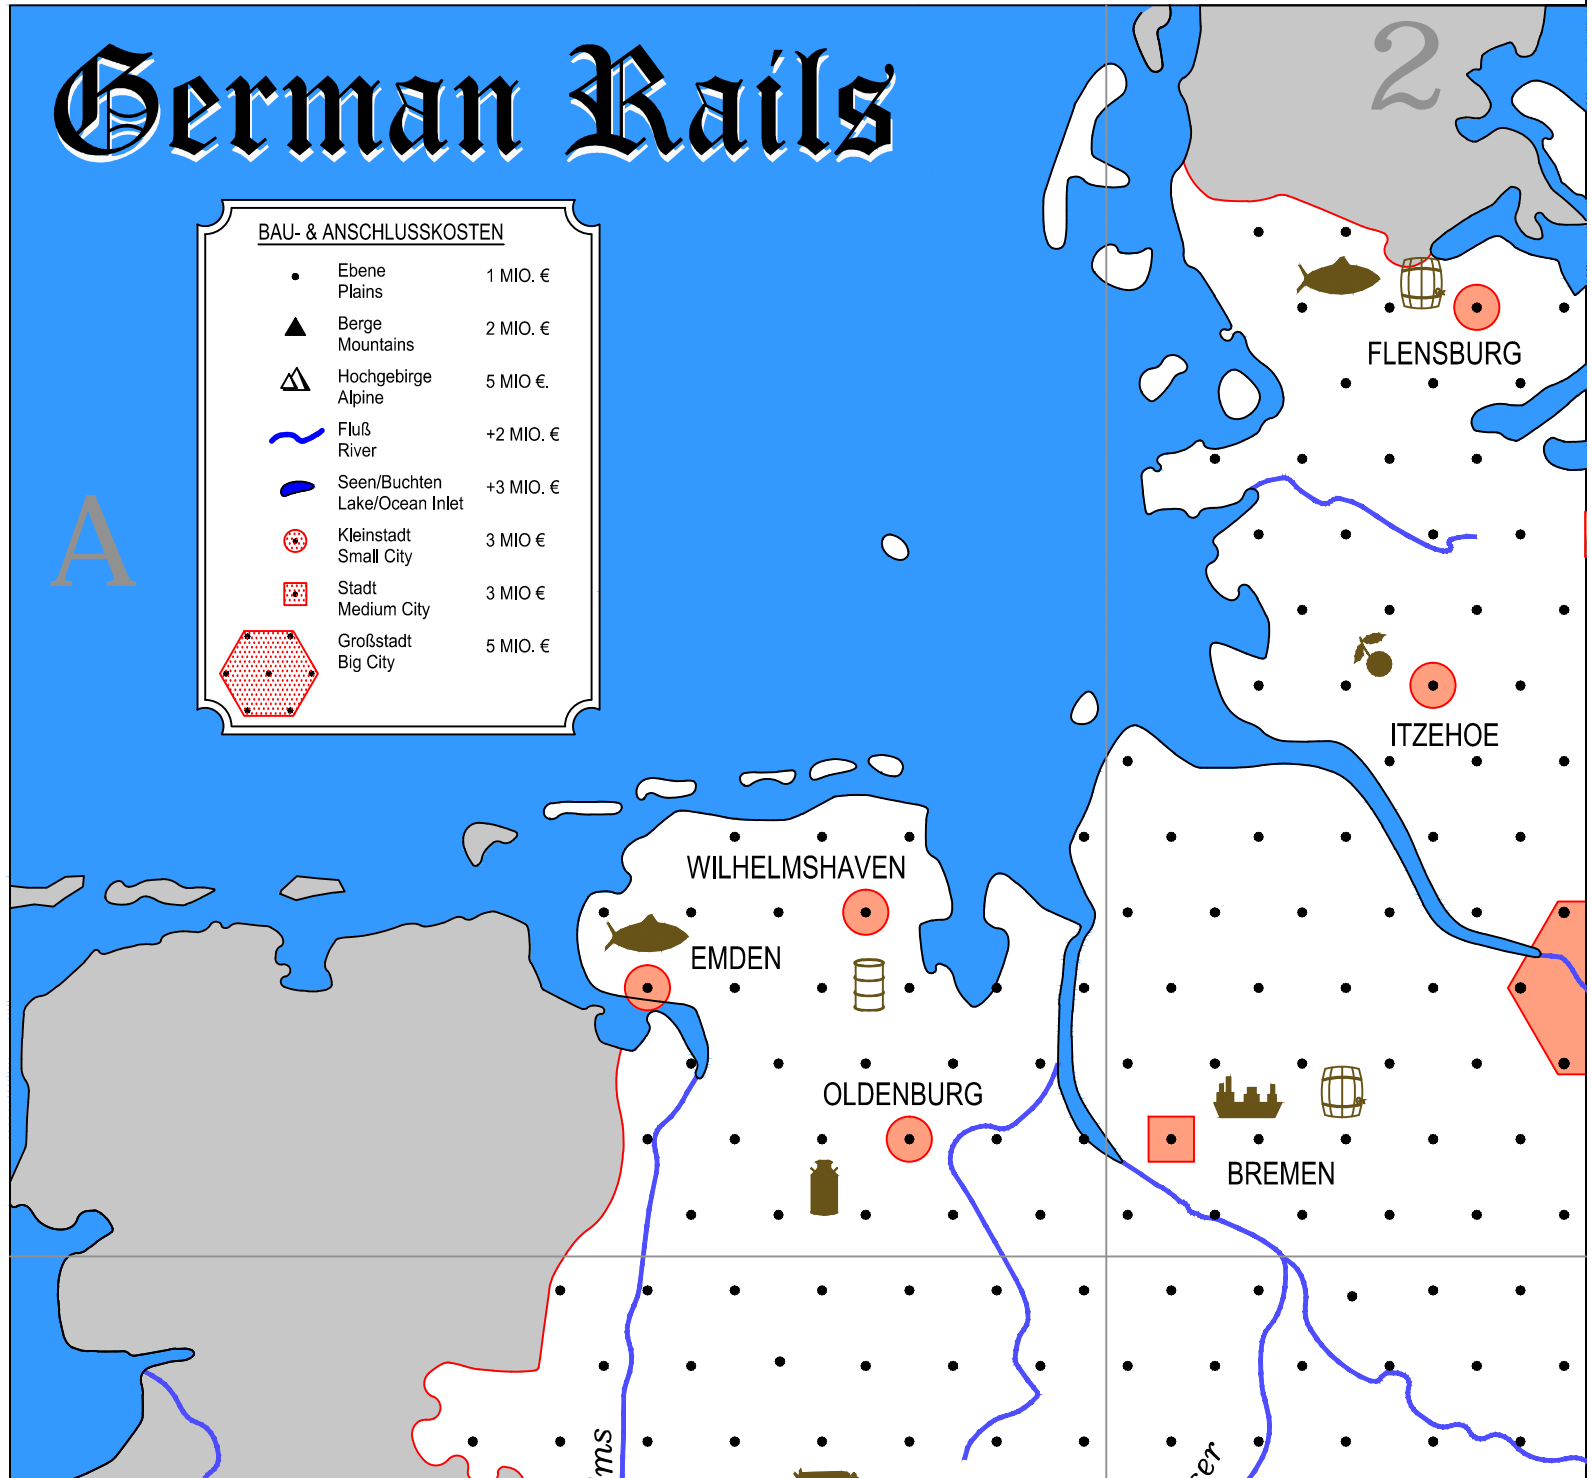 German Rails
2
BAU- & ANSCHLUSSKOSTEN
Ebene
Plains
1 MIO. €
Berge
Mountains
2 MIO. €
Hochgebirge
Alpine
5 MIO €.
Fluß
River
+2 MIO. €
Seen/Buchten
Lake/Ocean Inlet
+3 MIO. €
Kleinstadt
Small City
3 MIO €
Stadt
Medium City
3 MIO €
Großstadt
Big City
5 MIO. €
A
FLENSBURG
ITZEHOE
WILHELMSHAVEN
EMDEN
OLDENBURG
BREMEN